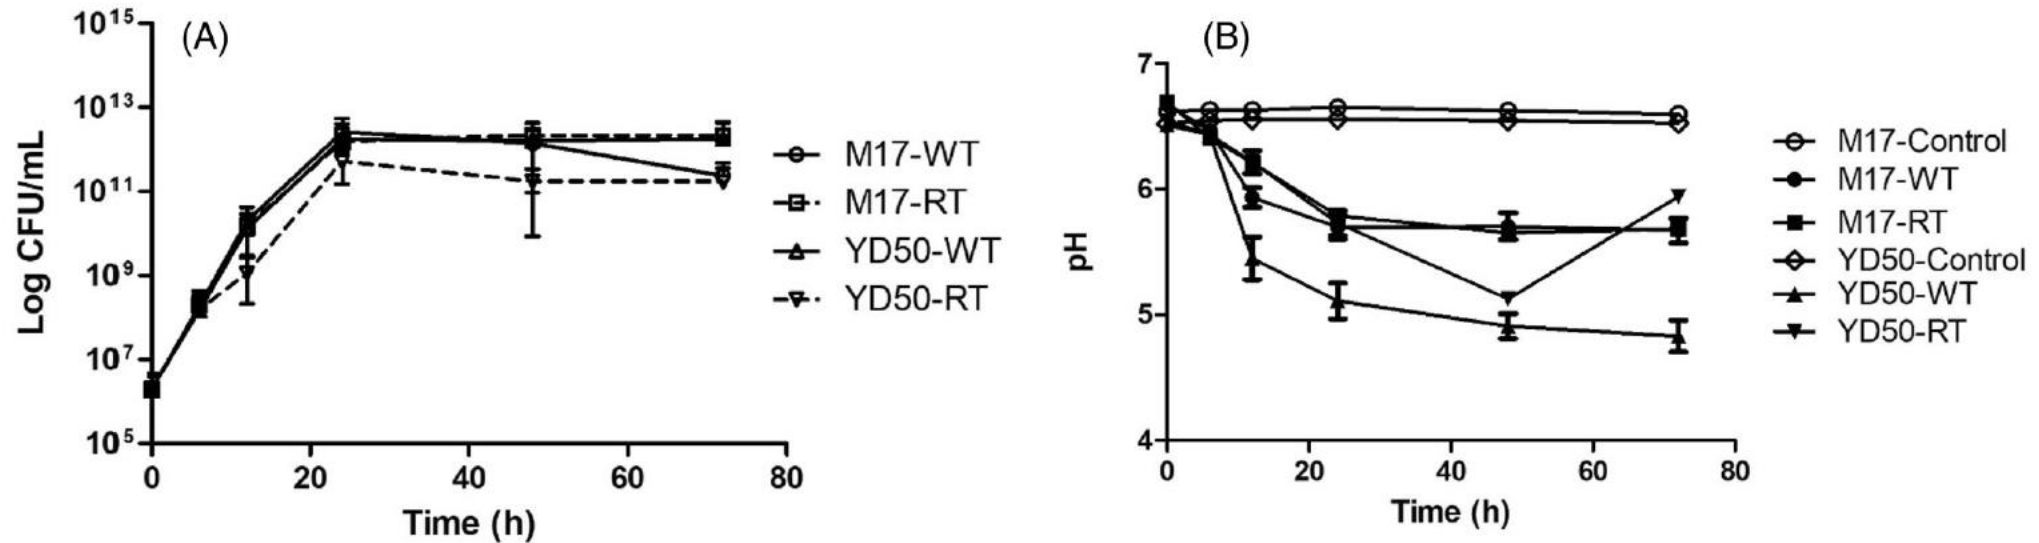 (A)
10^15
10^13
10^11
10^9
10^7
10^5
Log CFU/mL
0 20 40 60 80
Time (h)
M17-WT
M17-RT
YD50-WT
YD50-RT
(B)
7
6
5
4
pH
0 20 40 60 80
Time (h)
M17-Control
M17-WT
M17-RT
YD50-Control
YD50-WT
YD50-RT